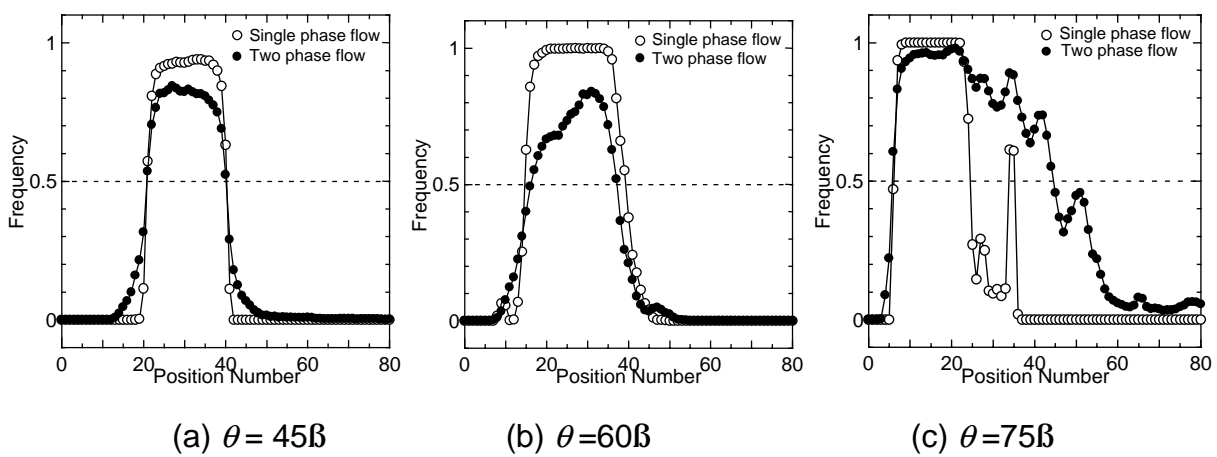 1
0.5
0
Frequency
Single phase flow
Two phase flow
0 20 40 60 80
Position Number
(a) θ = 45ß
1
0.5
0
Frequency
Single phase flow
Two phase flow
0 20 40 60 80
Position Number
(b) θ =60ß
1
0.5
0
Frequency
Single phase flow
Two phase flow
0 20 40 60 80
Position Number
(c) θ =75ß